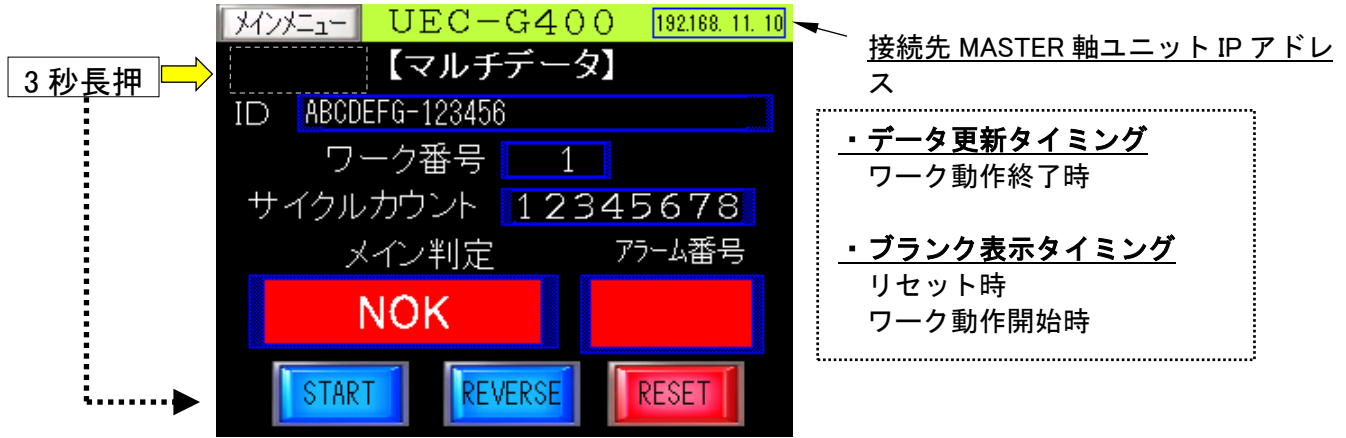 メインメニュー UEC-G400 192.168. 11. 10
接続先 MASTER 軸ユニット IP アドレ
ス
3 秒長押
【マルチデータ】
ID ABCDEFG-123456
ワーク番号 1
サイクルカウント 12345678
メイン判定 アラーム番号
NOK
START REVERSE RESET
・データ更新タイミング
ワーク動作終了時
・ブランク表示タイミング
リセット時
ワーク動作開始時